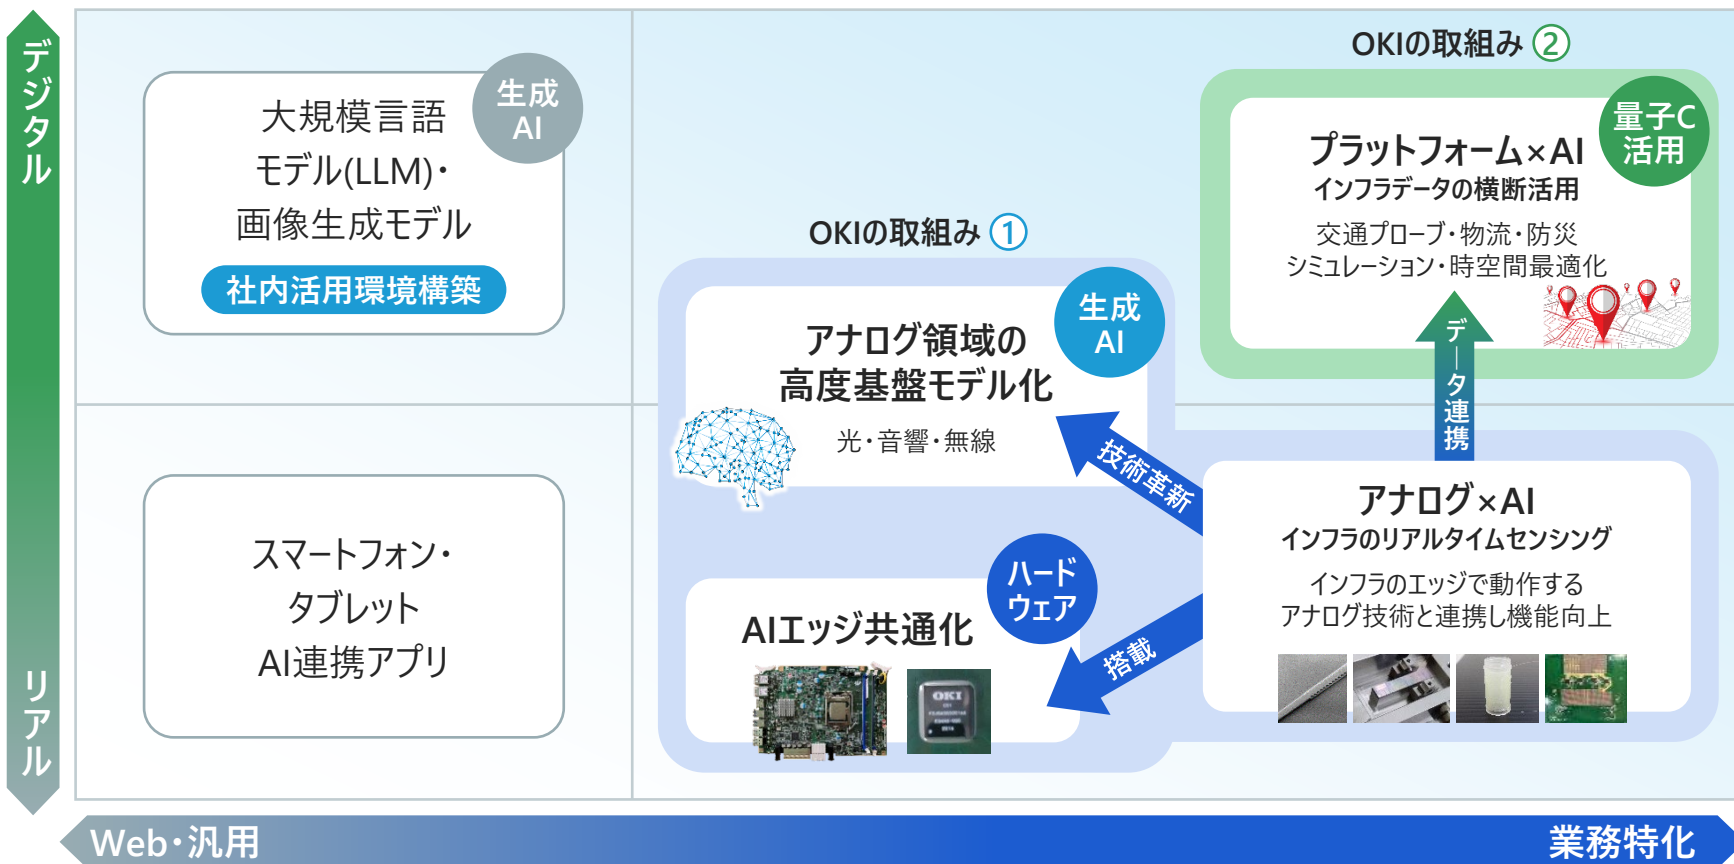 デジタル
リアル
大規模言語
モデル(LLM)・
画像生成モデル
生成
AI
社内活用環境構築
スマートフォン・
タブレット
AI連携アプリ
OKIの取組み ①
アナログ領域の
高度基盤モデル化
光・音響・無線
生成
AI
AIエッジ共通化
ハード
ウェア
OKI
OKIの取組み ②
プラットフォーム×AI
インフラデータの横断活用
交通プローブ・物流・防災
シミュレーション・時空間最適化
量子C
活用
データ連携
技術革新
搭載
アナログ×AI
インフラのリアルタイムセンシング
インフラのエッジで動作する
アナログ技術と連携し機能向上
Web・汎用
業務特化